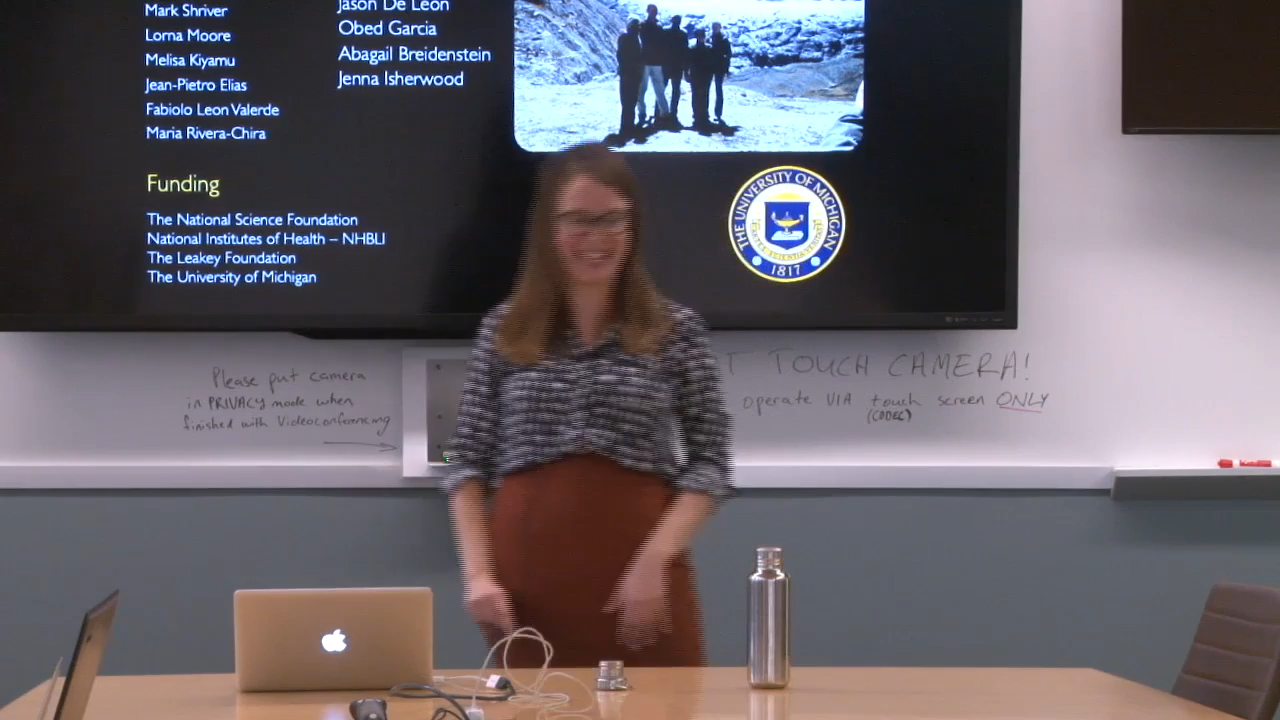 Mark Shriver
Lorna Moore
Melisa Kiyamu
Jean-Pietro Elias
Fabiolo Leon Valerde
Maria Rivera-Chira
Jason De Leon
Obed Garcia
Abagail Breidenstein
Jenna Isherwood
Funding
The National Science Foundation
National Institutes of Health – NHBLI
The Leakey Foundation
The University of Michigan
THE UNIVERSITY OF MICHIGAN
1817
Please put camera
in PRIVACY mode when
finished with Videoconferencing
T TOUCH CAMERA!
operate VIA touch screen ONLY
(CODEC)